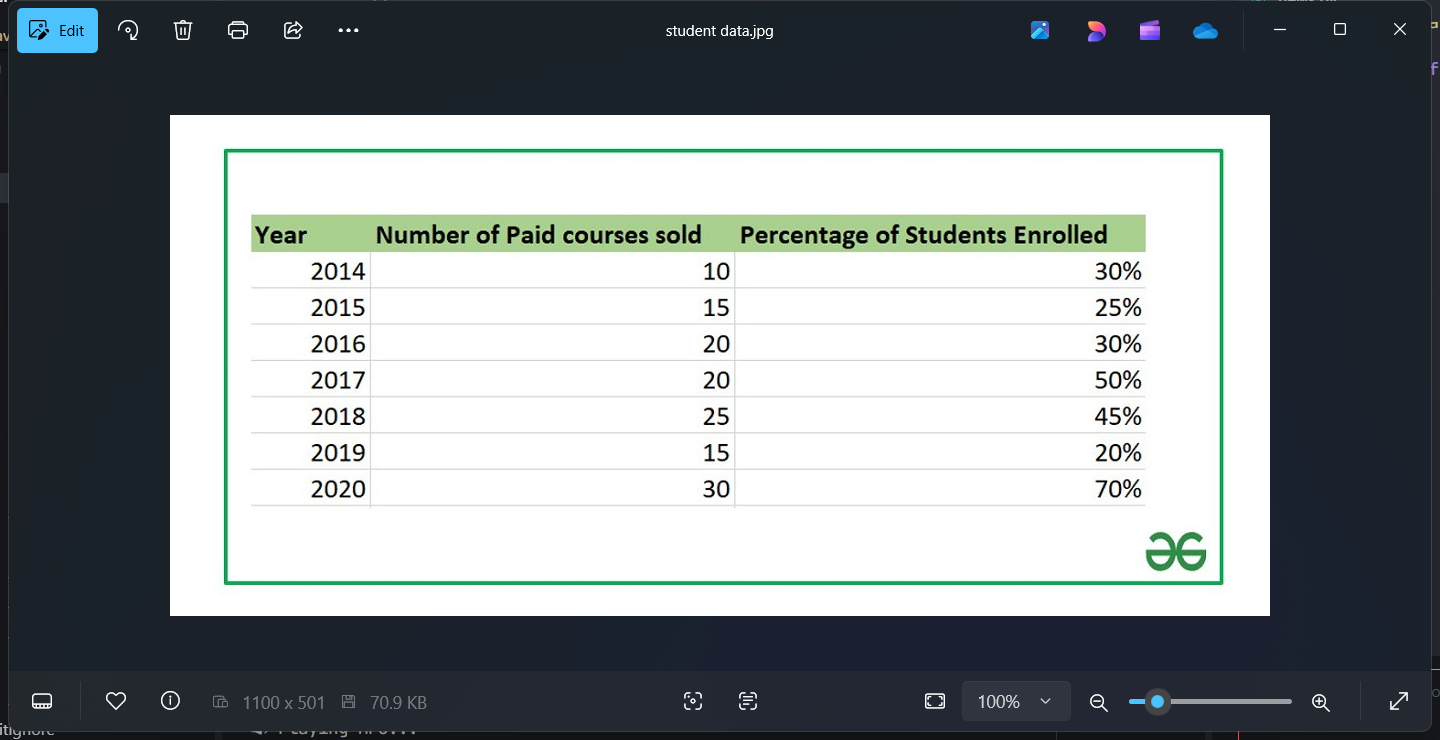 Edit
student data.jpg
Year Number of Paid courses sold Percentage of Students Enrolled
2014 10 30%
2015 15 25%
2016 20 30%
2017 20 50%
2018 25 45%
2019 15 20%
2020 30 70%
1100 x 501 70.9 KB 100%